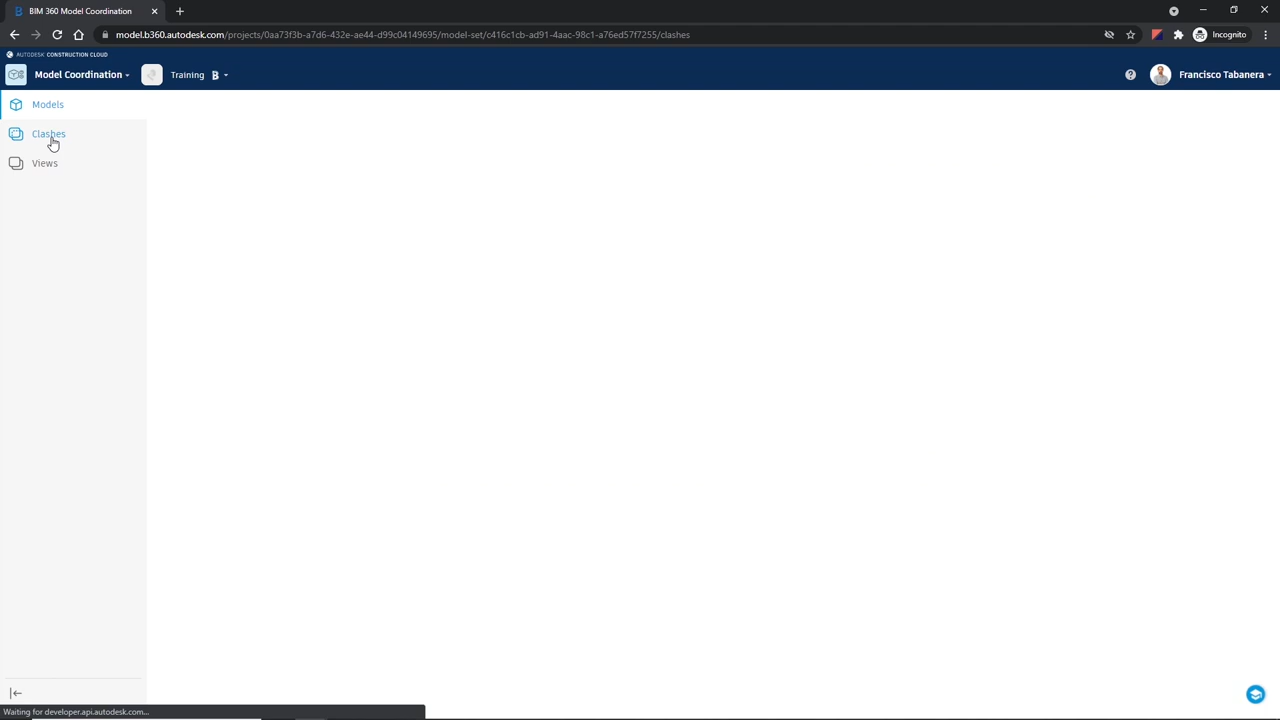 BIM 360 Model Coordination
model.b360.autodesk.com/projects/0aa73f3b-a7d6-432e-ae44-d99c04149695/model-set/c416c1cb-ad91-4aac-98c1-a76ed57f7255/clashes
Incognito
AUTODESK CONSTRUCTION CLOUD
Model Coordination
Training
Francisco Tabanera
Models
Clashes
Views
Waiting for developer.api.autodesk.com...